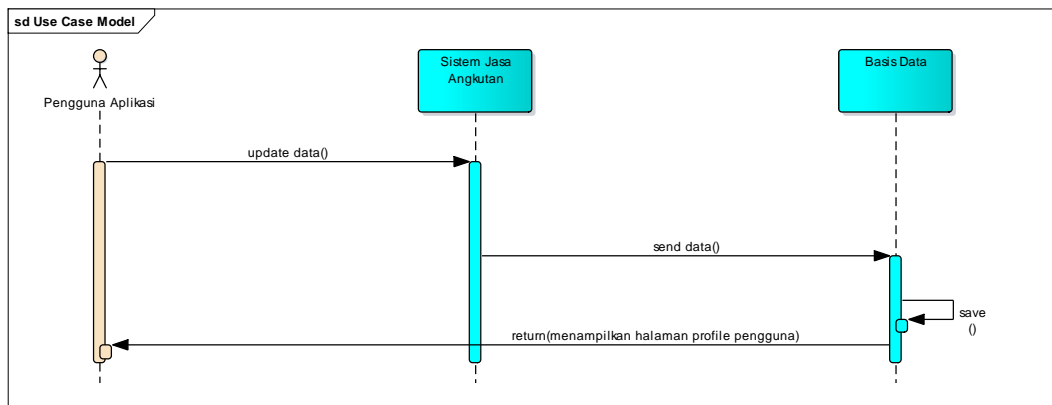 sd Use Case Model
Pengguna Aplikasi
Sistem Jasa
Angkutan
Basis Data
update data()
send data()
save
()
return(menampilkan halaman profile pengguna)